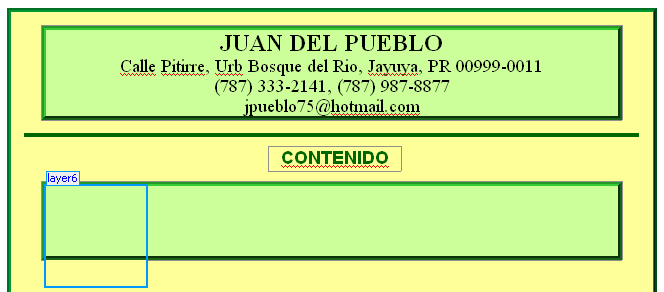 JUAN DEL PUEBLO
Calle Pitirre, Urb Bosque del Rio, Jayuya, PR 00999-0011
(787) 333-2141, (787) 987-8877
jpueblo75@hotmail.com
CONTENIDO
layer6